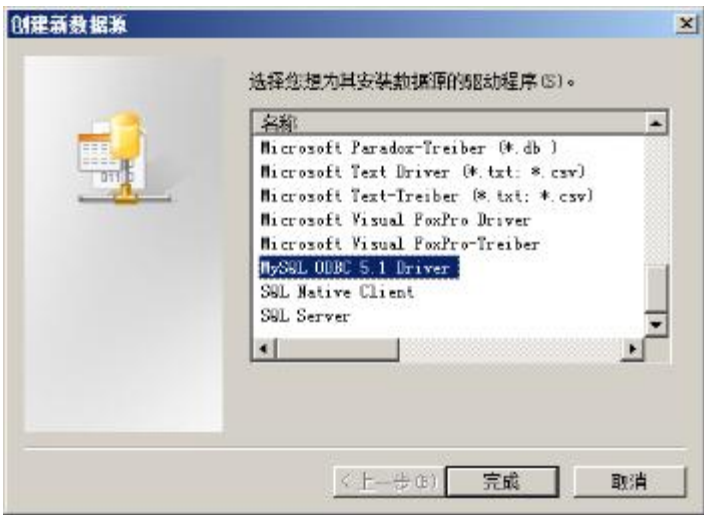 创建新数据源
选择您想为其安装数据源的驱动程序(S)。
名称
Microsoft Paradox-Treiber (*.db )
Microsoft Text Driver (*.txt; *.csv)
Microsoft Text-Treiber (*.txt; *.csv)
Microsoft Visual FoxPro Driver
Microsoft Visual FoxPro-Treiber
MySQL ODBC 5.1 Driver
SQL Native Client
SQL Server
<上一步(B)
完成
取消